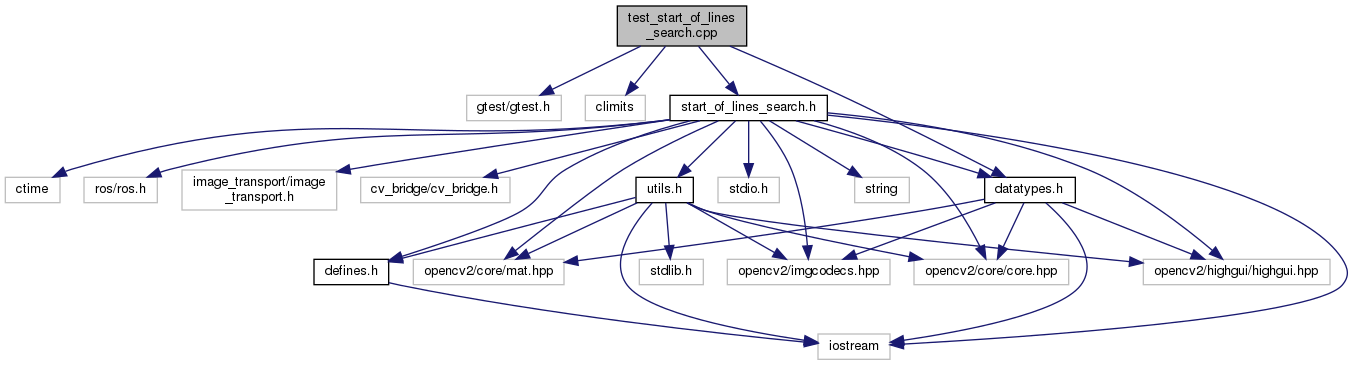 test_start_of_lines
_search.cpp
gtest/gtest.h
climits
start_of_lines_search.h
ctime
ros/ros.h
image_transport/image
_transport.h
cv_bridge/cv_bridge.h
utils.h
stdio.h
string
datatypes.h
defines.h
opencv2/core/mat.hpp
stdlib.h
opencv2/imgcodecs.hpp
opencv2/core/core.hpp
opencv2/highgui/highgui.hpp
iostream